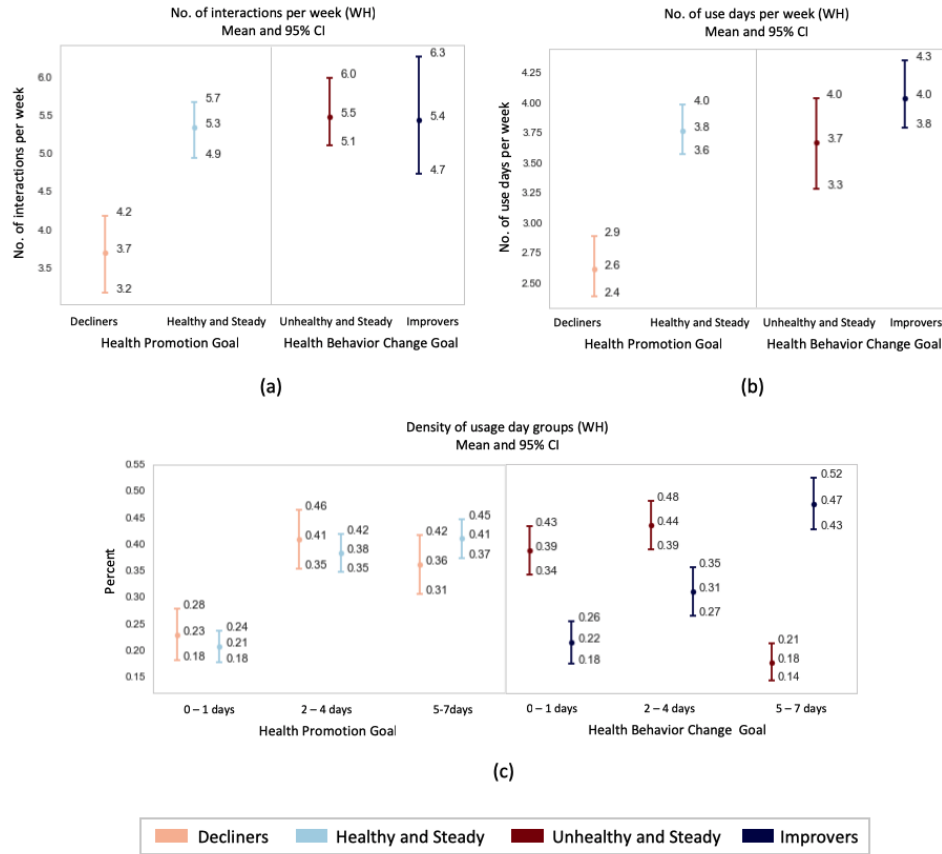 No. of interactions per week (WH)
Mean and 95% CI
No. of interactions per week
6.0
5.5
5.0
4.5
4.0
3.5
4.2
3.7
3.2
5.7
5.3
4.9
6.0
5.5
5.1
6.3
5.4
4.7
Decliners
Healthy and Steady
Unhealthy and Steady
Improvers
Health Promotion Goal
Health Behavior Change Goal
(a)
No. of use days per week (WH)
Mean and 95% CI
No. of use days per week
4.25
4.00
3.75
3.50
3.25
3.00
2.75
2.50
2.9
2.6
2.4
4.0
3.8
3.6
4.0
3.7
3.3
4.3
4.0
3.8
Decliners
Healthy and Steady
Unhealthy and Steady
Improvers
Health Promotion Goal
Health Behavior Change Goal
(b)
Density of usage day groups (WH)
Mean and 95% CI
Percent
0.55
0.50
0.45
0.40
0.35
0.30
0.25
0.20
0.15
0.28
0.23
0.18
0.24
0.21
0.18
0.46
0.41
0.35
0.42
0.38
0.35
0.42
0.36
0.31
0.45
0.41
0.37
0.43
0.39
0.34
0.26
0.22
0.18
0.48
0.44
0.39
0.35
0.31
0.27
0.21
0.18
0.14
0.52
0.47
0.43
0 – 1 days
2 – 4 days
5-7days
0 – 1 days
2 – 4 days
5 – 7 days
Health Promotion Goal
Health Behavior Change Goal
(c)
Decliners
Healthy and Steady
Unhealthy and Steady
Improvers